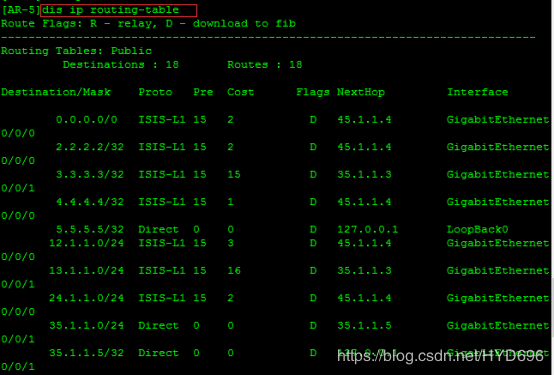 [AR-5]dis ip routing-table
Route Flags: R - relay, D - download to fib
------------------------------------------------------------------------------
Routing Tables: Public
Destinations : 18 Routes : 18
Destination/Mask Proto Pre Cost Flags NextHop Interface
0.0.0.0/0 ISIS-L1 15 2 D 45.1.1.4 GigabitEthernet
0/0/0
2.2.2.2/32 ISIS-L1 15 2 D 45.1.1.4 GigabitEthernet
0/0/0
3.3.3.3/32 ISIS-L1 15 15 D 35.1.1.3 GigabitEthernet
0/0/1
4.4.4.4/32 ISIS-L1 15 1 D 45.1.1.4 GigabitEthernet
0/0/0
5.5.5.5/32 Direct 0 0 D 127.0.0.1 LoopBack0
12.1.1.0/24 ISIS-L1 15 3 D 45.1.1.4 GigabitEthernet
0/0/0
13.1.1.0/24 ISIS-L1 15 16 D 35.1.1.3 GigabitEthernet
0/0/1
24.1.1.0/24 ISIS-L1 15 2 D 45.1.1.4 GigabitEthernet
0/0/0
35.1.1.0/24 Direct 0 0 D 35.1.1.5 GigabitEthernet
0/0/1
35.1.1.5/32 Direct 0 0 D GigabitEthernet
0/0/1
https://blog.csdn.net/HYD696